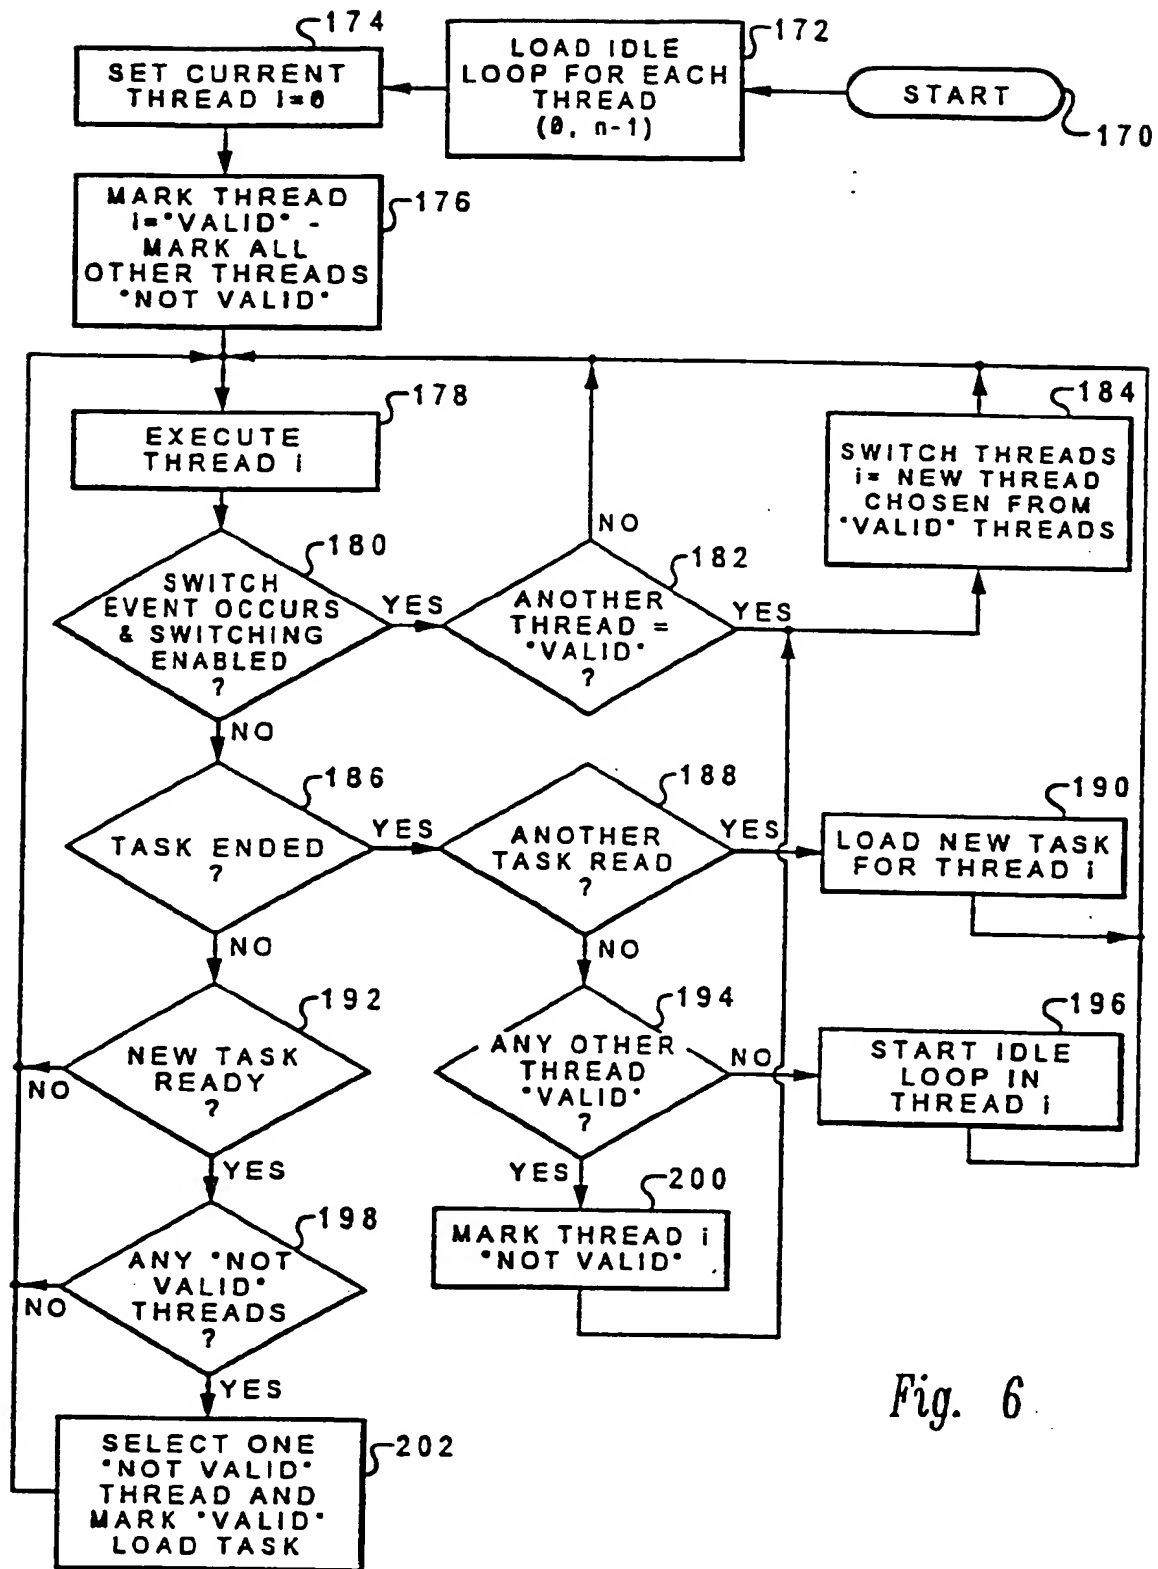 174
SET CURRENT
THREAD i=0
172
LOAD IDLE
LOOP FOR EACH
THREAD
(0, n-1)
START
170
176
MARK THREAD
i="VALID" -
MARK ALL
OTHER THREADS
"NOT VALID"
178
EXECUTE
THREAD i
184
SWITCH THREADS
i= NEW THREAD
CHOSEN FROM
"VALID" THREADS
180
SWITCH
EVENT OCCURS
& SWITCHING
ENABLED
?
YES
NO
182
ANOTHER
THREAD =
"VALID"
?
NO
YES
186
TASK ENDED
?
YES
NO
188
ANOTHER
TASK READ
?
YES
NO
190
LOAD NEW TASK
FOR THREAD i
192
NEW TASK
READY
?
NO
YES
194
ANY OTHER
THREAD
"VALID"
?
NO
YES
196
START IDLE
LOOP IN
THREAD i
198
ANY "NOT
VALID"
THREADS
?
NO
YES
200
MARK THREAD i
"NOT VALID"
202
SELECT ONE
"NOT VALID"
THREAD AND
MARK "VALID"
LOAD TASK
Fig. 6